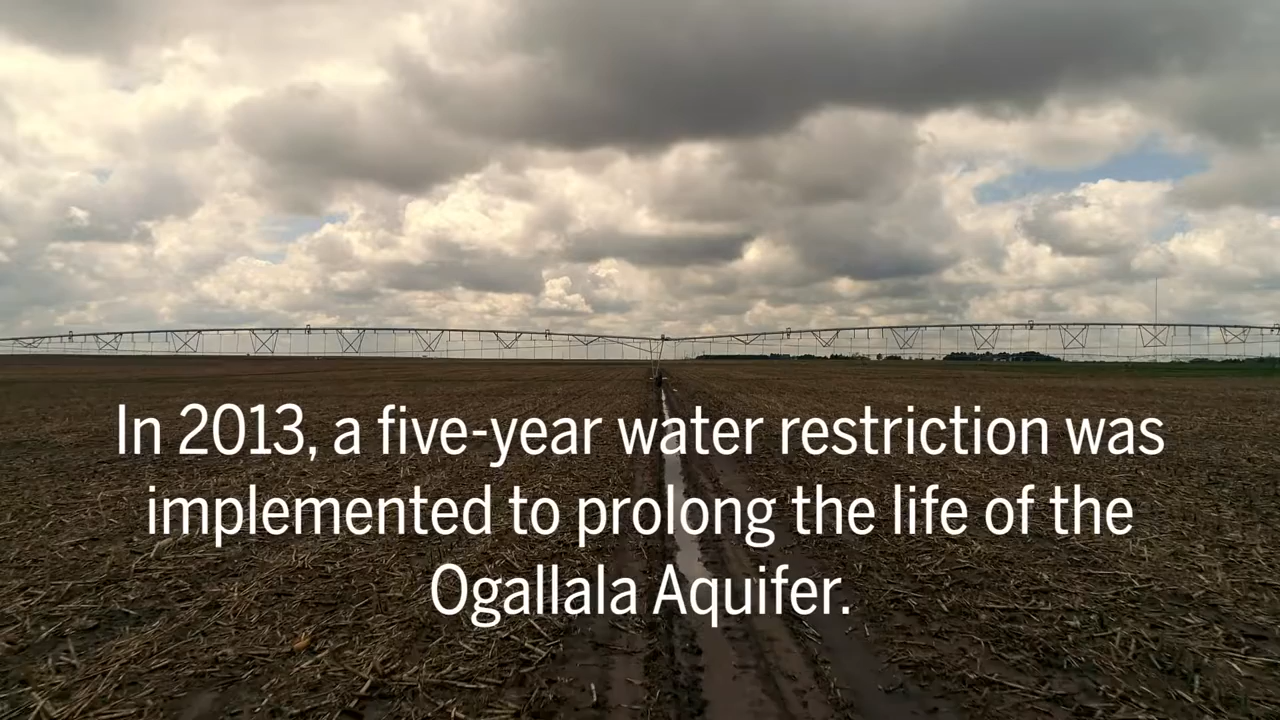 In 2013, a five-year water restriction was
implemented to prolong the life of the
Ogallala Aquifer.